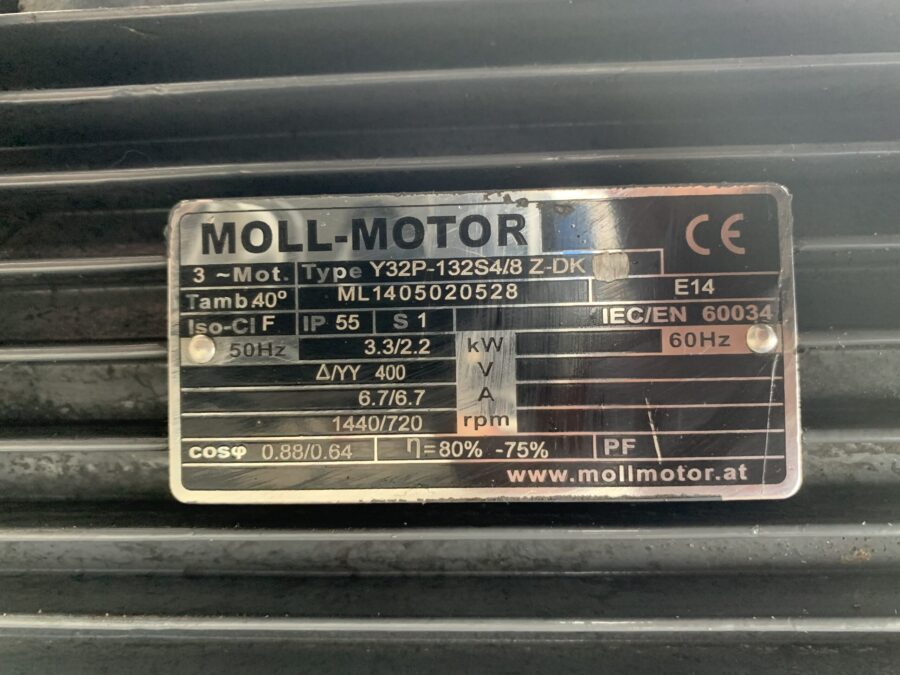 MOLL-MOTOR CE
3 ~Mot. Type Y32P-132S4/8 Z-DK
Tamb 40° ML1405020528 E14
Iso-Cl F IP 55 S 1 IEC/EN 60034
50Hz 3.3/2.2 kW 60Hz
Δ/YY 400 V
6.7/6.7 A
1440/720 rpm
cosφ 0.88/0.64 η=80% -75% PF
www.mollmotor.at